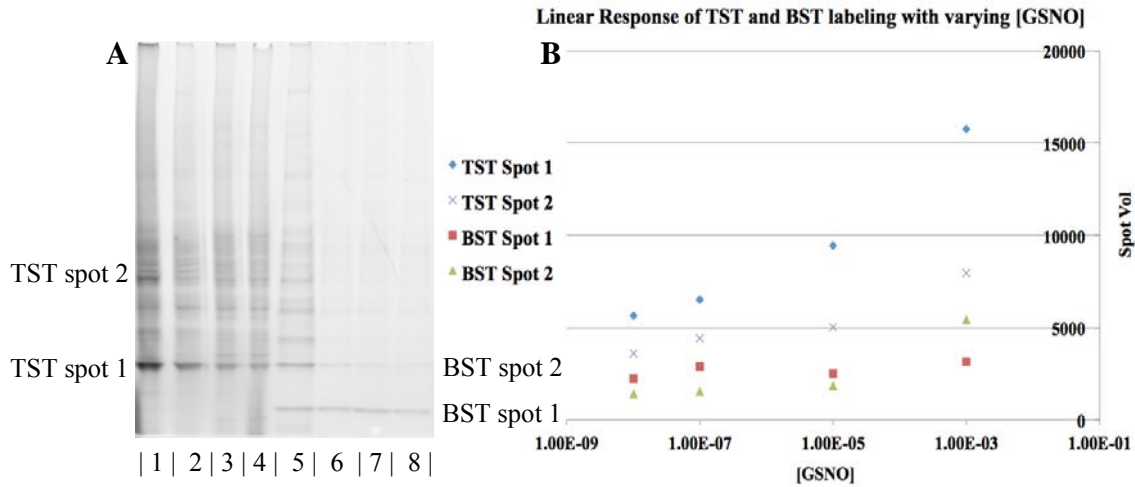 A
TST spot 2
TST spot 1
BST spot 2
BST spot 1
| 1 | 2 | 3 | 4 | 5 | 6 | 7 | 8 |
B
Linear Response of TST and BST labeling with varying [GSNO]
TST Spot 1
TST Spot 2
BST Spot 1
BST Spot 2
20000
15000
10000
5000
0
Spot Vol
1.00E-09 1.00E-07 1.00E-05 1.00E-03 1.00E-01
[GSNO]